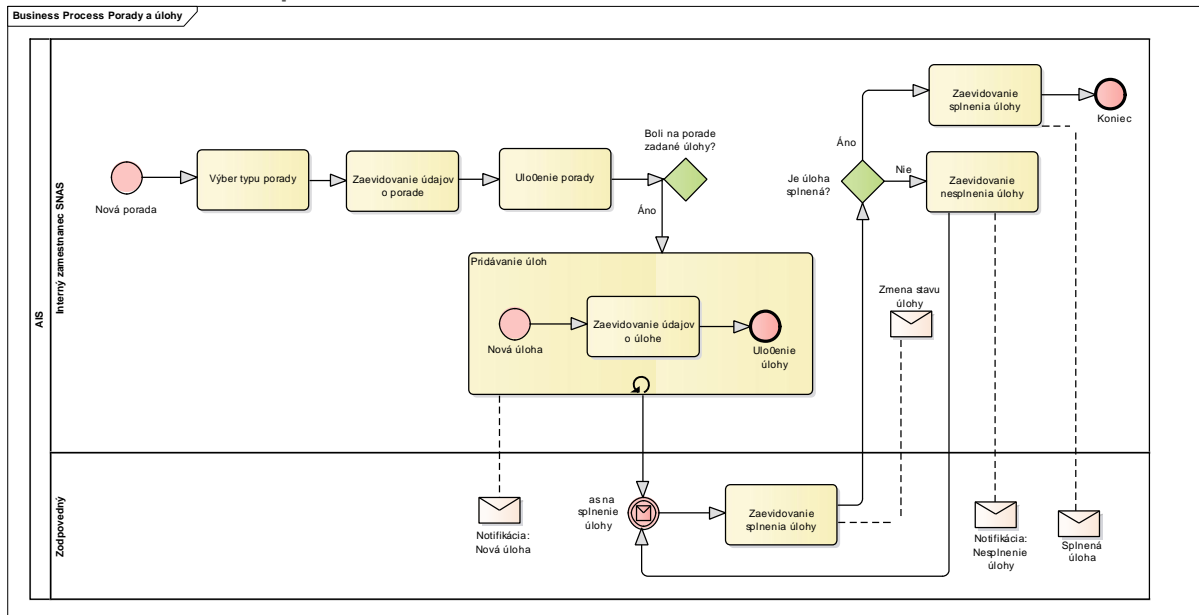 Business Process Porady a úlohy
AIS
Interný zamestnanec SNAS
Nová porada
Výber typu porady
Zaevidovanie údajov
o porade
Ulo0enie porady
Boli na porade
zadané úlohy?
Áno
Pridávanie úloh
Nová úloha
Zaevidovanie údajov
o úlohe
Ulo0enie
úlohy
Je úloha
splnená?
Áno
Nie
Zaevidovanie
splnenia úlohy
Koniec
Zaevidovanie
nesplnenia úlohy
Zmena stavu
úlohy
Zodpovedný
Notifikácia:
Nová úloha
as na
splnenie
úlohy
Zaevidovanie
splnenia úlohy
Notifikácia:
Nesplnenie
úlohy
Splnená
úloha